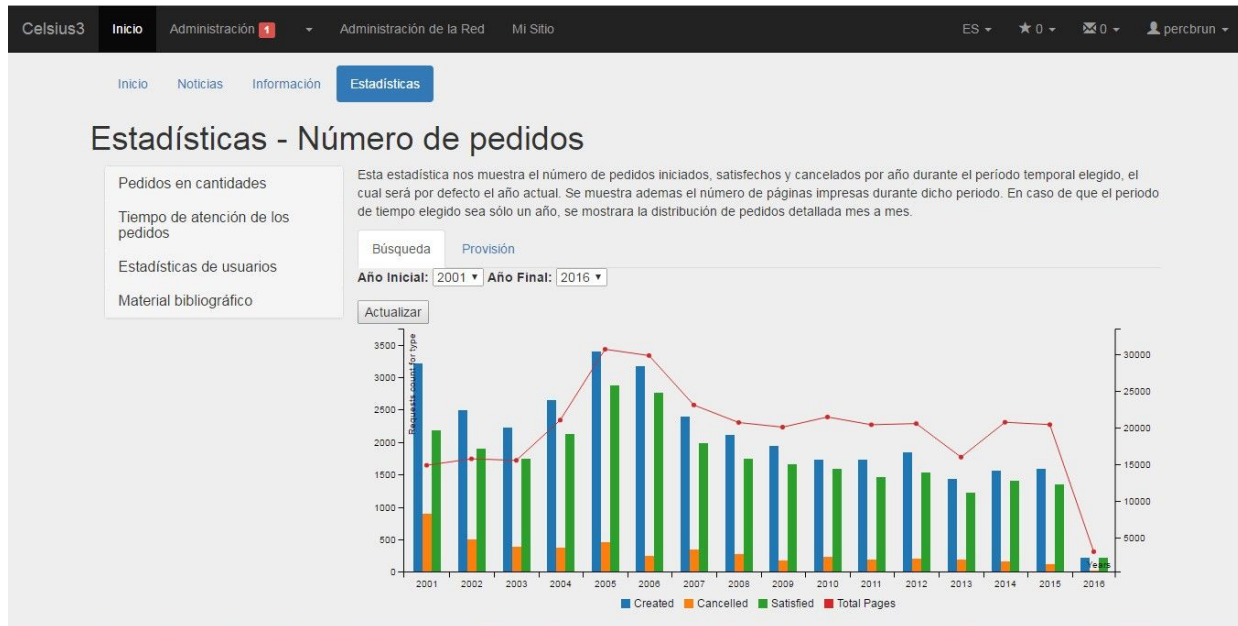 Celsius3 Inicio Administración 1 Administración de la Red Mi Sitio ES 0 0 percbrun
Inicio Noticias Información Estadísticas
Estadísticas - Número de pedidos
Pedidos en cantidades
Tiempo de atención de los
pedidos
Estadísticas de usuarios
Material bibliográfico
Esta estadística nos muestra el número de pedidos iniciados, satisfechos y cancelados por año durante el período temporal elegido, el
cual será por defecto el año actual. Se muestra ademas el número de páginas impresas durante dicho periodo. En caso de que el periodo
de tiempo elegido sea sólo un año, se mostrara la distribución de pedidos detallada mes a mes.
Búsqueda Provisión
Año Inicial: 2001 Año Final: 2016
Actualizar
Requests count for type
3500
3000
2500
2000
1500
1000
500
0
30000
25000
20000
15000
10000
5000
Years
2001 2002 2003 2004 2005 2006 2007 2008 2009 2010 2011 2012 2013 2014 2015 2016
Created Cancelled Satisfied Total Pages